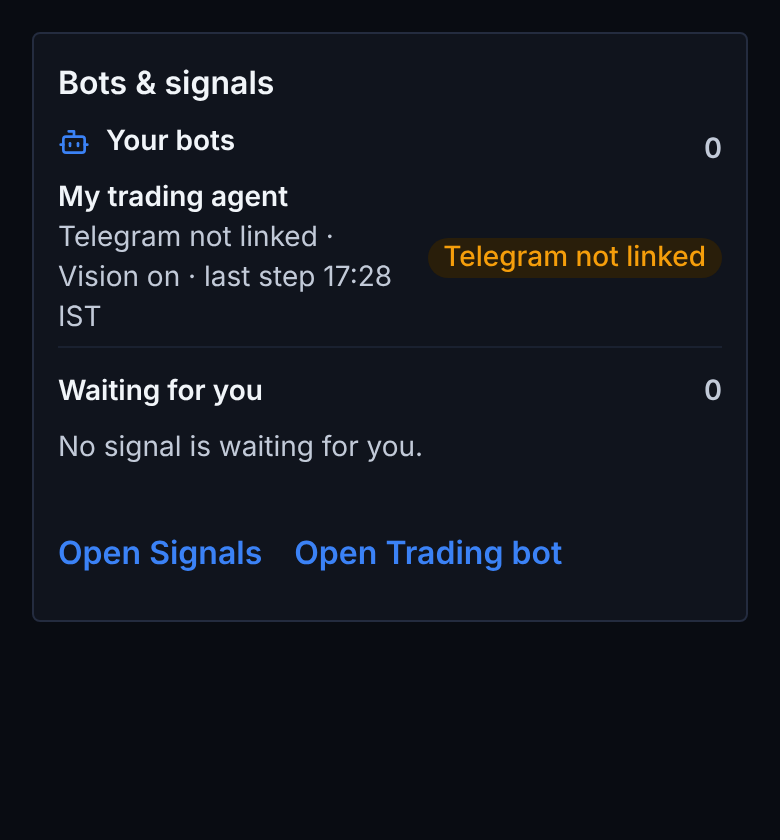 Bots & signals
Your bots
0
My trading agent
Telegram not linked ·
Vision on · last step 17:28
IST
Telegram not linked
Waiting for you
0
No signal is waiting for you.
Open Signals
Open Trading bot